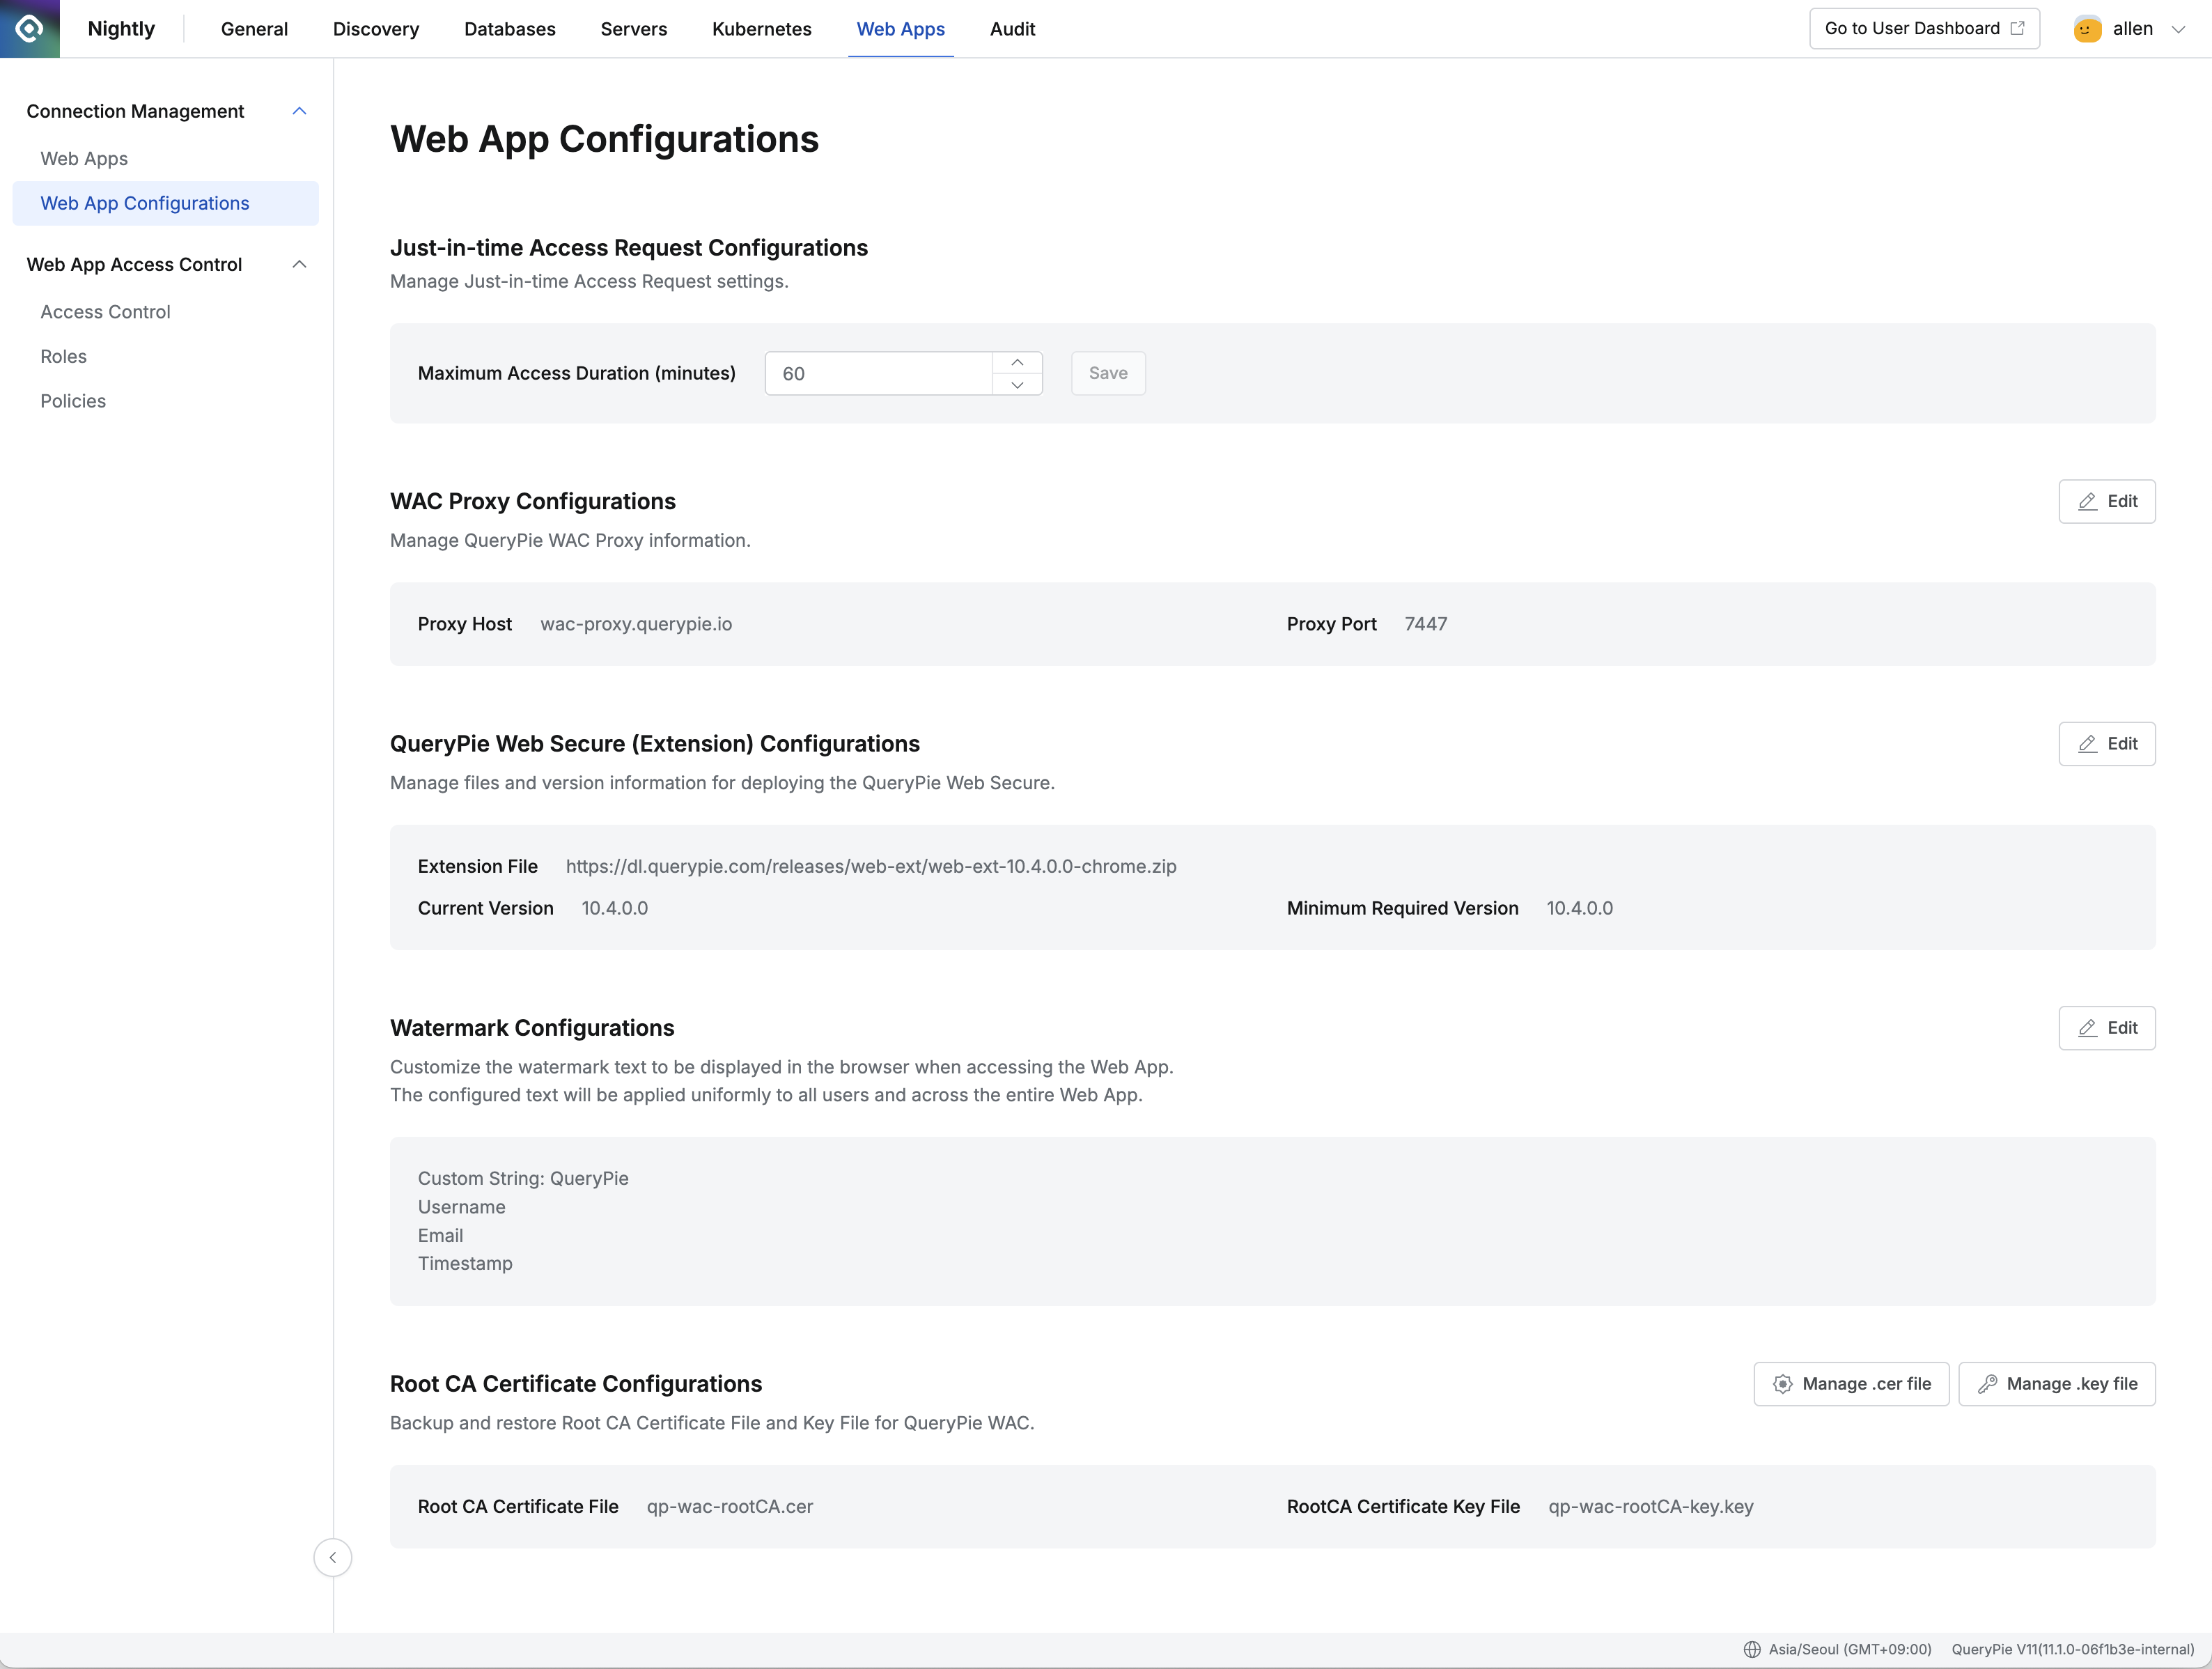 Nightly
General
Discovery
Databases
Servers
Kubernetes
Web Apps
Audit
Go to User Dashboard
allen
Connection Management
Web Apps
Web App Configurations
Web App Access Control
Access Control
Roles
Policies
Web App Configurations
Just-in-time Access Request Configurations
Manage Just-in-time Access Request settings.
Maximum Access Duration (minutes) 60 Save
WAC Proxy Configurations
Edit
Manage QueryPie WAC Proxy information.
Proxy Host wac-proxy.querypie.io
Proxy Port 7447
QueryPie Web Secure (Extension) Configurations
Edit
Manage files and version information for deploying the QueryPie Web Secure.
Extension File https://dl.querypie.com/releases/web-ext/web-ext-10.4.0.0-chrome.zip
Current Version 10.4.0.0
Minimum Required Version 10.4.0.0
Watermark Configurations
Edit
Customize the watermark text to be displayed in the browser when accessing the Web App.
The configured text will be applied uniformly to all users and across the entire Web App.
Custom String: QueryPie
Username
Email
Timestamp
Root CA Certificate Configurations
Manage .cer file
Manage .key file
Backup and restore Root CA Certificate File and Key File for QueryPie WAC.
Root CA Certificate File qp-wac-rootCA.cer
RootCA Certificate Key File qp-wac-rootCA-key.key
Asia/Seoul (GMT+09:00)
QueryPie V11(11.1.0-06f1b3e-internal)